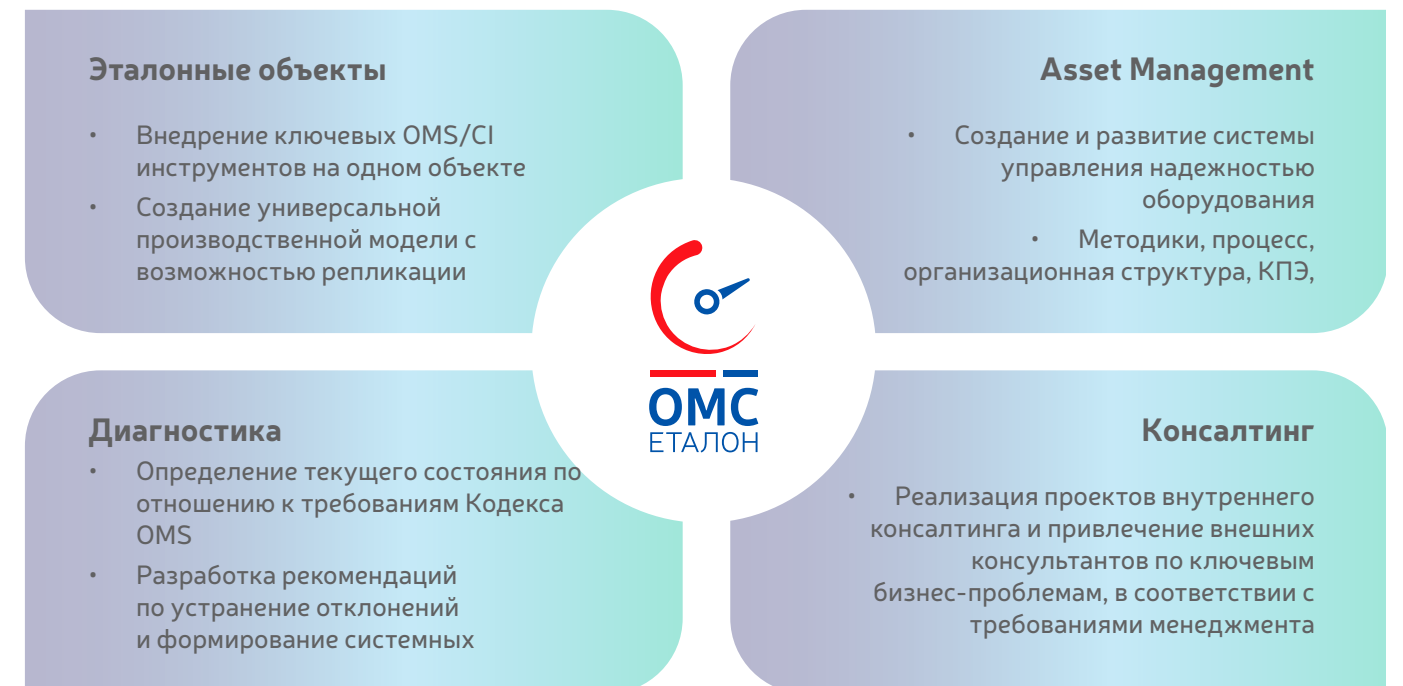 Эталонные объекты
• Внедрение ключевых OMS/CI
инструментов на одном объекте
• Создание универсальной
производственной модели с
возможностью репликации
Asset Management
• Создание и развитие системы
управления надежностью
оборудования
• Методики, процесс,
организационная структура, КПЭ,
ОМС
ЕТАЛОН
Диагностика
• Определение текущего состояния по
отношению к требованиям Кодекса
OMS
• Разработка рекомендаций
по устранение отклонений
и формирование системных
Консалтинг
• Реализация проектов внутреннего
консалтинга и привлечение внешних
консультантов по ключевым
бизнес-проблемам, в соответствии с
требованиями менеджмента